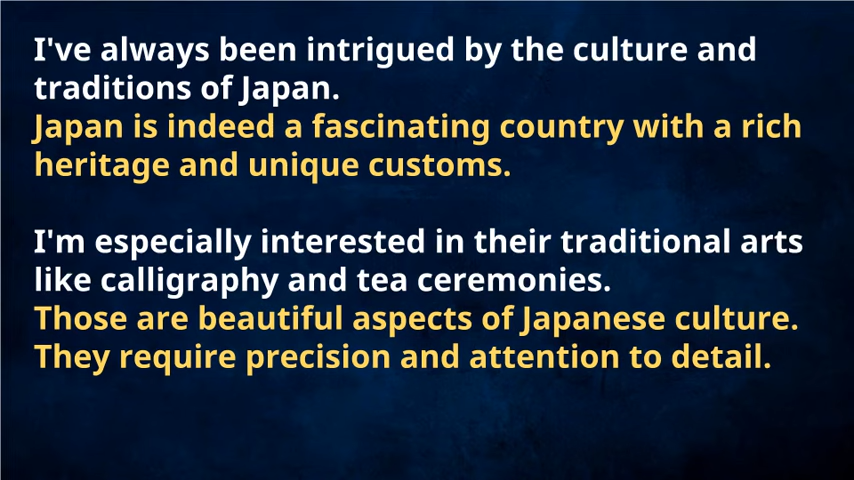 I've always been intrigued by the culture and
traditions of Japan.
Japan is indeed a fascinating country with a rich
heritage and unique customs.
I'm especially interested in their traditional arts
like calligraphy and tea ceremonies.
Those are beautiful aspects of Japanese culture.
They require precision and attention to detail.